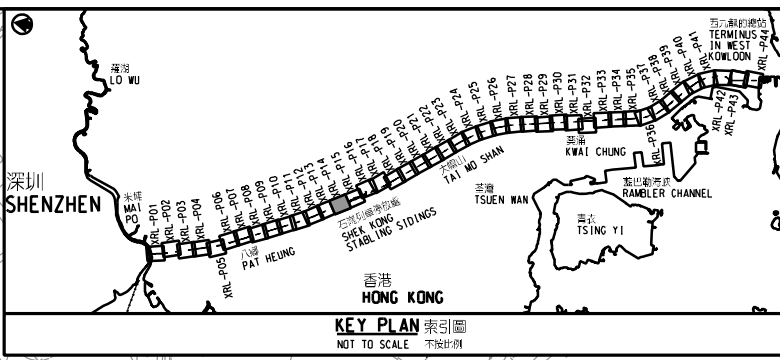 羅湖
LO WU
深圳
SHENZHEN
米埔
MAI
PO
XRL-P01
XRL-P02
XRL-P03
XRL-P04
XRL-P05
XRL-P06
XRL-P07
XRL-P08
XRL-P09
XRL-P10
XRL-P11
XRL-P12
XRL-P13
XRL-P14
XRL-P15
XRL-P16
XRL-P17
XRL-P18
XRL-P19
XRL-P20
XRL-P21
XRL-P22
XRL-P23
XRL-P24
XRL-P25
XRL-P26
XRL-P27
XRL-P28
XRL-P29
XRL-P30
XRL-P31
XRL-P32
XRL-P33
XRL-P34
XRL-P35
XRL-P36
XRL-P37
XRL-P38
XRL-P39
XRL-P40
XRL-P41
XRL-P42
XRL-P43
XRL-P44
西九龍的總站
TERMINUS
IN WEST
KOWLOON
八鄉
PAT HEUNG
石崗列車停放處
SHEK KONG
STABLING SIDINGS
大帽山
TAI MO SHAN
葵涌
KWAI CHUNG
荃灣
TSUEN WAN
藍巴勒海峽
RAMBLER CHANNEL
青衣
TSING YI
香港
HONG KONG
KEY PLAN 索引圖
NOT TO SCALE 不按比例